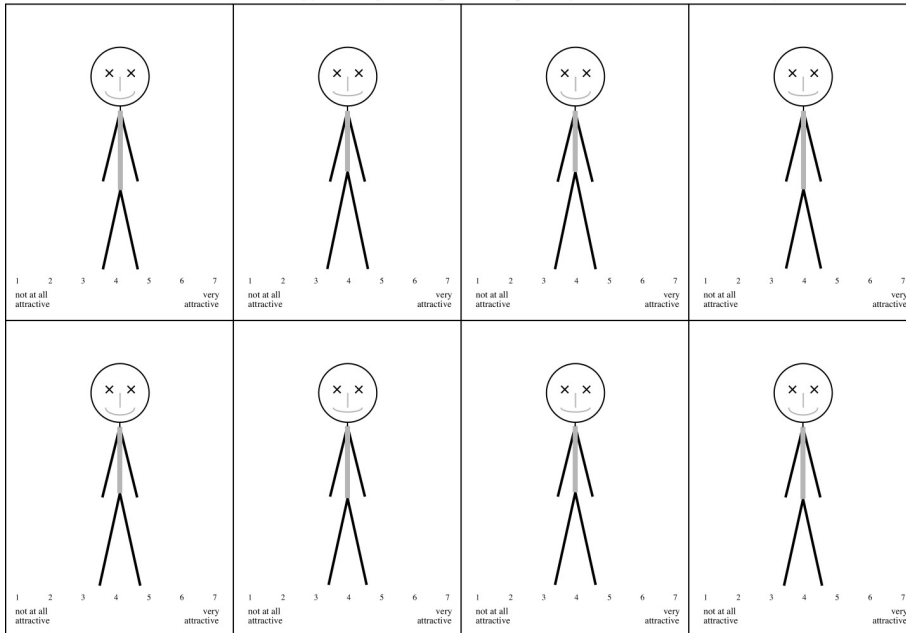 1 2 3 4 5 6 7 1 2 3 4 5 6 7 1 2 3 4 5 6 7 1 2 3 4 5 6 7
not at all very not at all very not at all very not at all very
attractive attractive attractive attractive attractive attractive attractive attractive
1 2 3 4 5 6 7 1 2 3 4 5 6 7 1 2 3 4 5 6 7 1 2 3 4 5 6 7
not at all very not at all very not at all very not at all very
attractive attractive attractive attractive attractive attractive attractive attractive